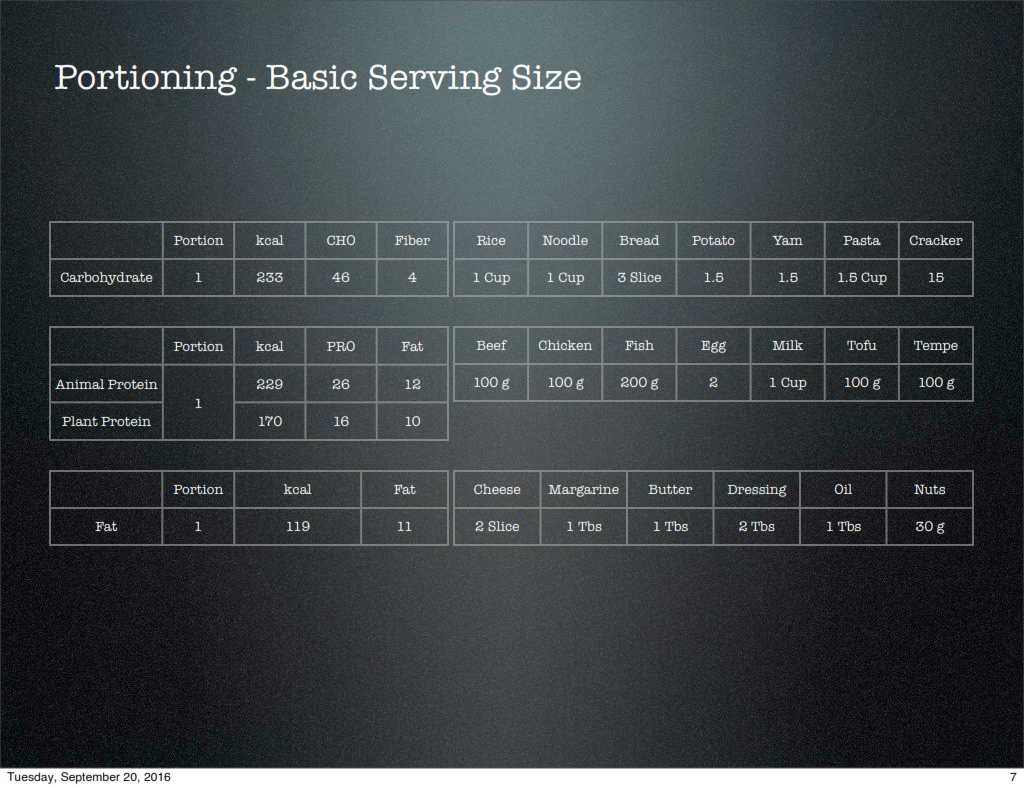 Portioning - Basic Serving Size
Portion kcal CHO Fiber Rice Noodle Bread Potato Yam Pasta Cracker
Carbohydrate 1 233 46 4 1 Cup 1 Cup 3 Slice 1.5 1.5 1.5 Cup 15
Portion kcal PRO Fat Beef Chicken Fish Egg Milk Tofu Tempe
Animal Protein 1 229 26 12 100 g 100 g 200 g 2 1 Cup 100 g 100 g
Plant Protein 170 16 10
Portion kcal Fat Cheese Margarine Butter Dressing Oil Nuts
Fat 1 119 11 2 Slice 1 Tbs 1 Tbs 2 Tbs 1 Tbs 30 g
Tuesday, September 20, 2016 7